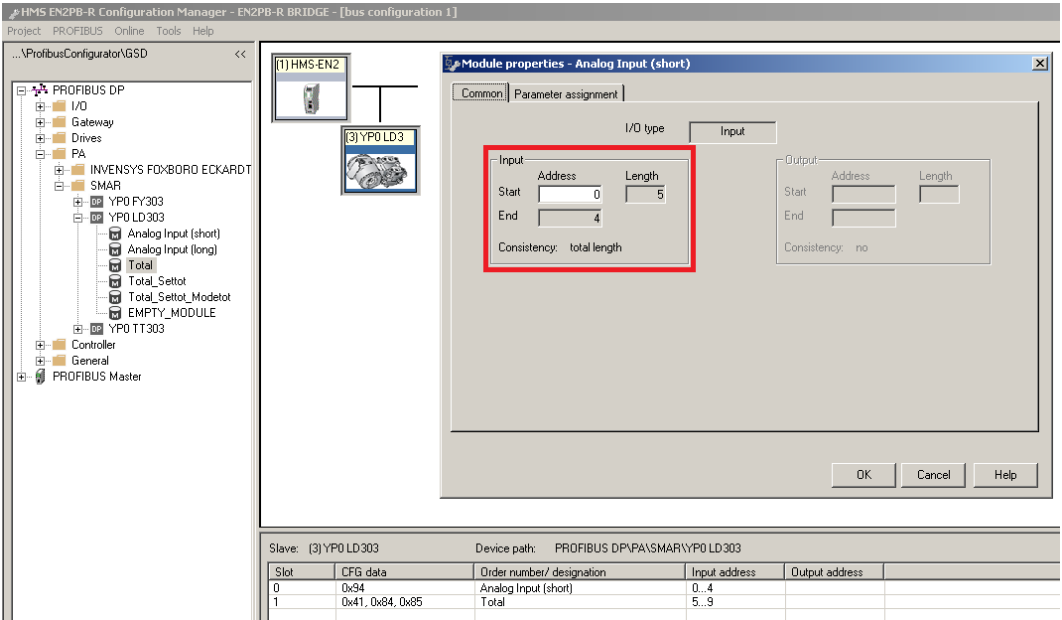 HMS EN2PB-R Configuration Manager - EN2PB-R BRIDGE - [bus configuration 1]
Project PROFIBUS Online Tools Help
...\ProfibusConfigurator\GSD <<
PROFIBUS DP
I/O
Gateway
Drives
PA
INVENSYS FOXBORO ECKARDT
SMAR
DP YP0 FY303
DP YP0 LD303
Analog Input (short)
Analog Input (long)
Total
Total_Settot
Total_Settot_Modetot
EMPTY_MODULE
DP YP0 TT303
Controller
General
PROFIBUS Master
(1) HMS-EN2
(3) YP0 LD3
Module properties - Analog Input (short)
Common Parameter assignment
I/O type Input
Input
Address Length
Start 0 5
End 4
Consistency: total length
Output
Address Length
Start
End
Consistency: no
OK Cancel Help
Slave: (3) YP0 LD303 Device path: PROFIBUS DP\PA\SMAR\YP0 LD303
Slot CFG data Order number/ designation Input address Output address
0 0x94 Analog Input (short) 0...4
1 0x41, 0x84, 0x85 Total 5...9